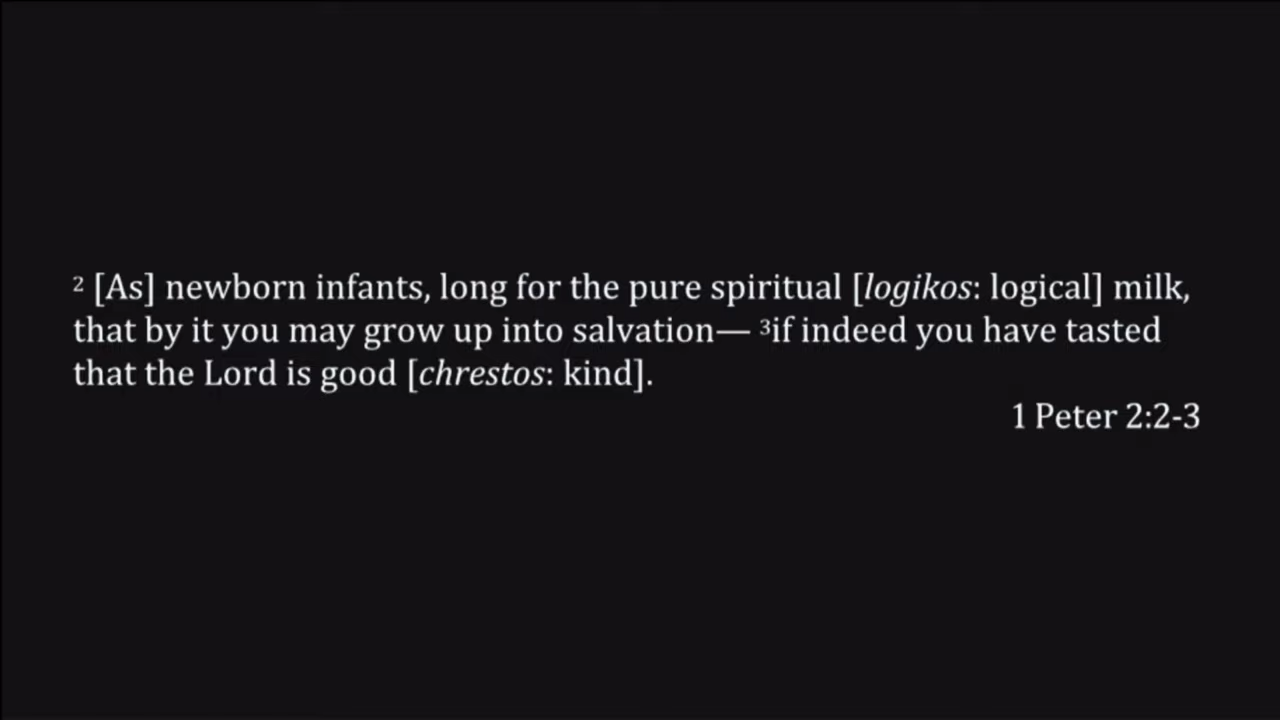 2 [As] newborn infants, long for the pure spiritual [logikos: logical] milk,
that by it you may grow up into salvation— 3if indeed you have tasted
that the Lord is good [chrestos: kind].
1 Peter 2:2-3